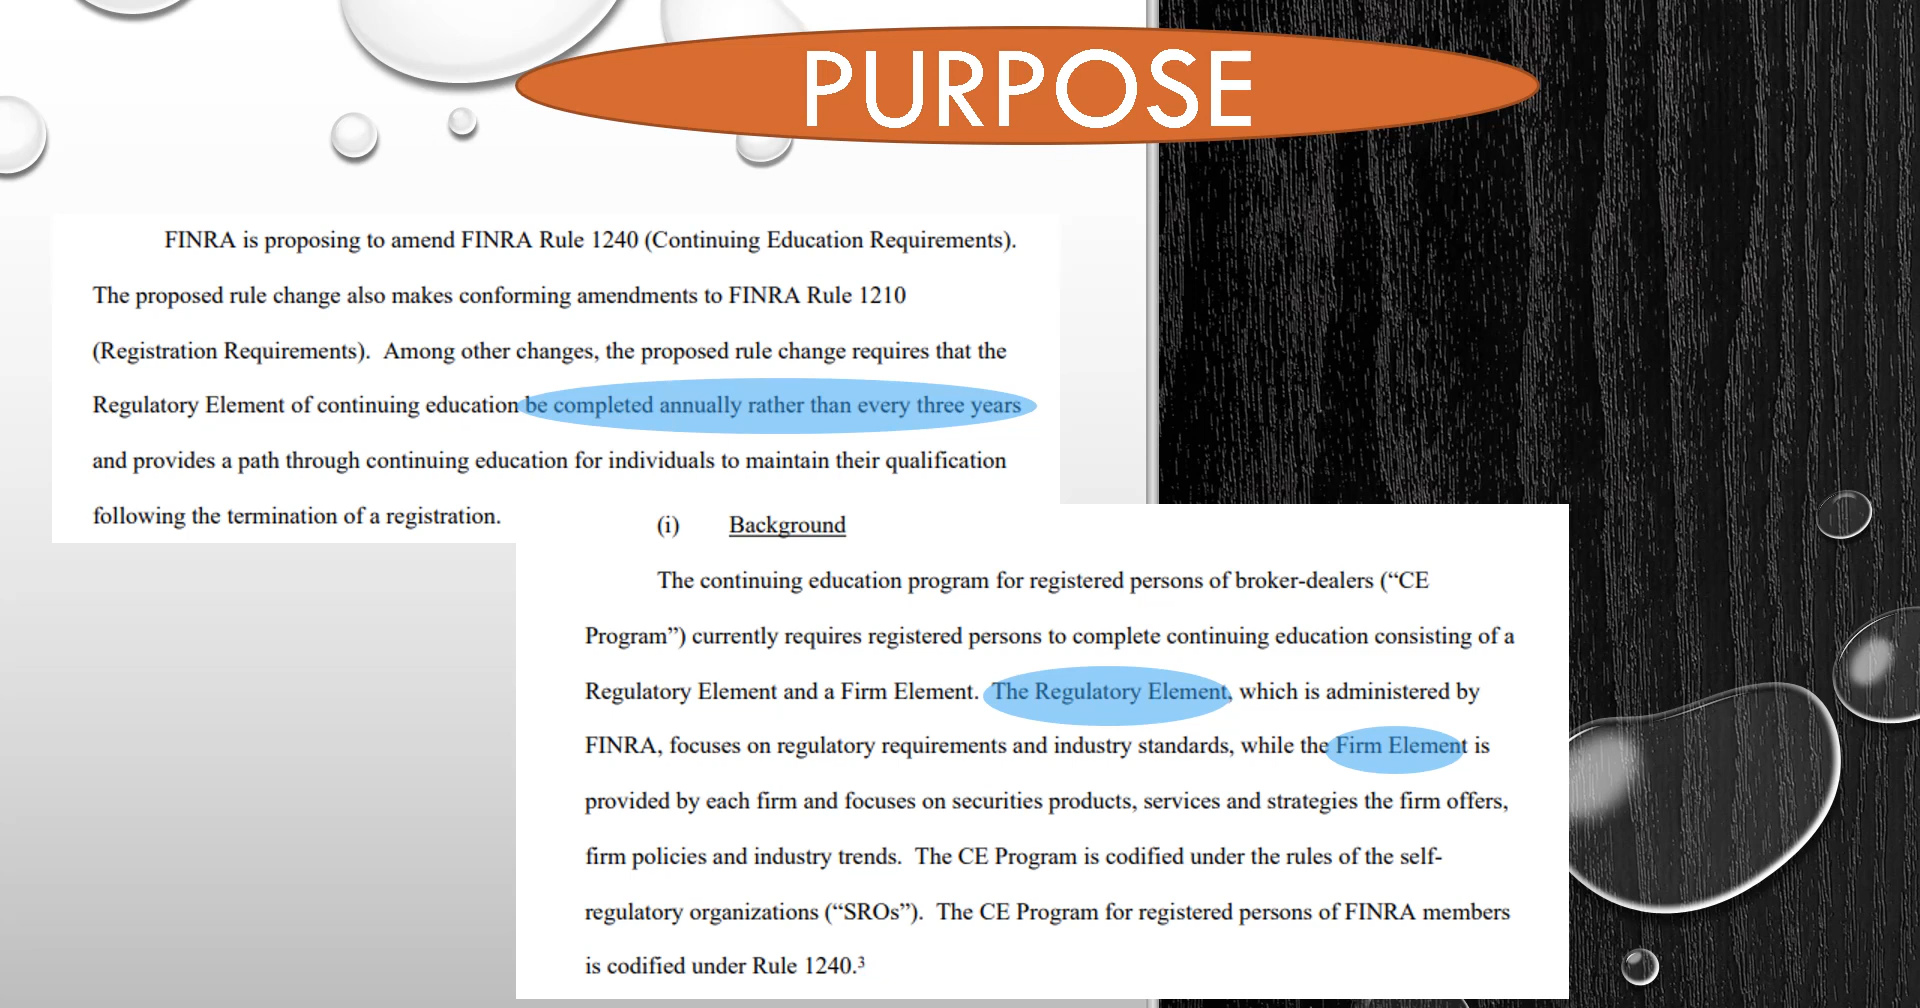 PURPOSE
FINRA is proposing to amend FINRA Rule 1240 (Continuing Education Requirements).
The proposed rule change also makes conforming amendments to FINRA Rule 1210
(Registration Requirements).  Among other changes, the proposed rule change requires that the
Regulatory Element of continuing education be completed annually rather than every three years
and provides a path through continuing education for individuals to maintain their qualification
following the termination of a registration.
(i) Background
The continuing education program for registered persons of broker-dealers (“CE
Program”) currently requires registered persons to complete continuing education consisting of a
Regulatory Element and a Firm Element.  The Regulatory Element, which is administered by
FINRA, focuses on regulatory requirements and industry standards, while the Firm Element is
provided by each firm and focuses on securities products, services and strategies the firm offers,
firm policies and industry trends.  The CE Program is codified under the rules of the self-
regulatory organizations (“SROs”).  The CE Program for registered persons of FINRA members
is codified under Rule 1240.³